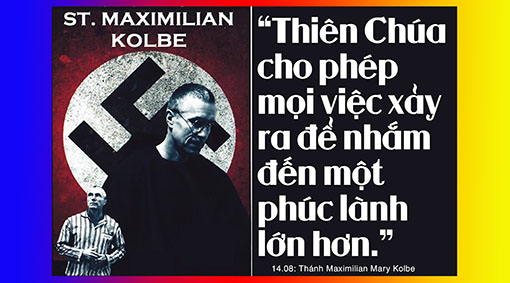 ST. MAXIMILIAN
KOLBE
“Thiên Chúa
cho phép
mọi việc xảy
ra để nhắm
đến một
phúc lành
lớn hơn.”
14.08: Thánh Maximilian Mary Kolbe